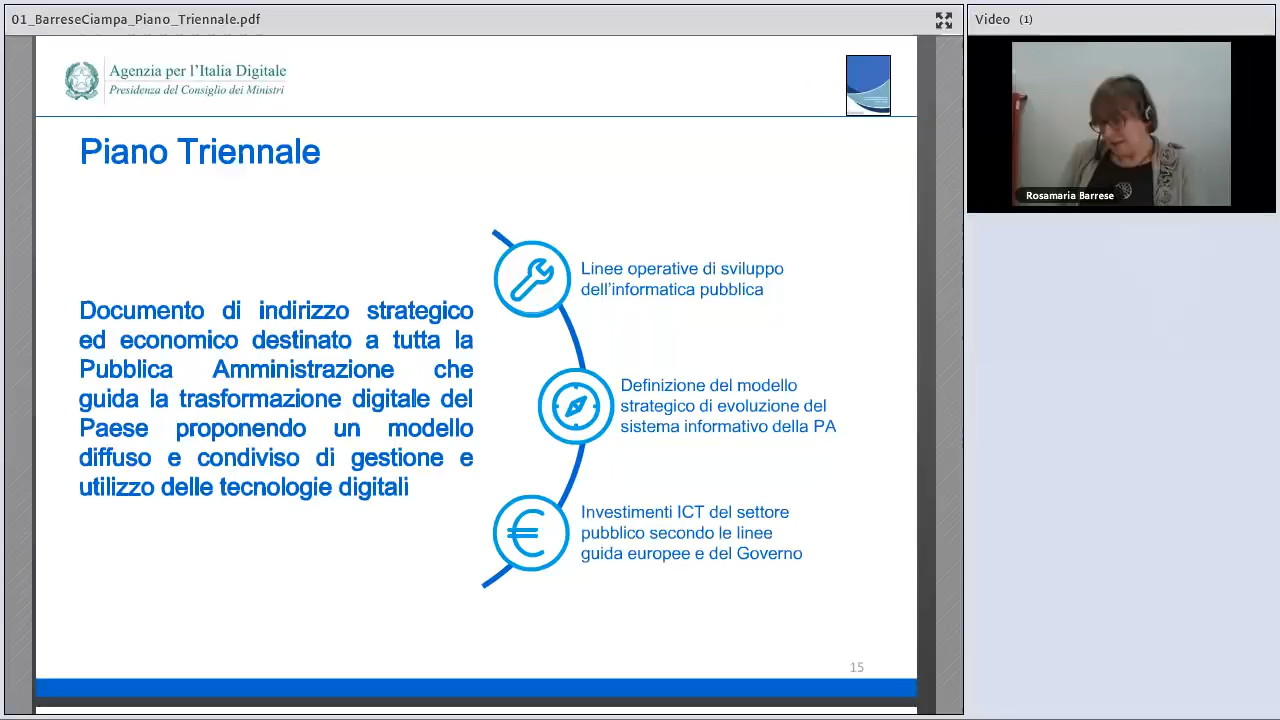 01_BarreseCiampa_Piano_Triennale.pdf
Video (1)
Agenzia per l'Italia Digitale
Presidenza del Consiglio dei Ministri
Rosamaria Barrese
Piano Triennale
Documento di indirizzo strategico
ed economico destinato a tutta la
Pubblica Amministrazione che
guida la trasformazione digitale del
Paese proponendo un modello
diffuso e condiviso di gestione e
utilizzo delle tecnologie digitali
Linee operative di sviluppo
dell'informatica pubblica
Definizione del modello
strategico di evoluzione del
sistema informativo della PA
€
Investimenti ICT del settore
pubblico secondo le linee
guida europee e del Governo
15